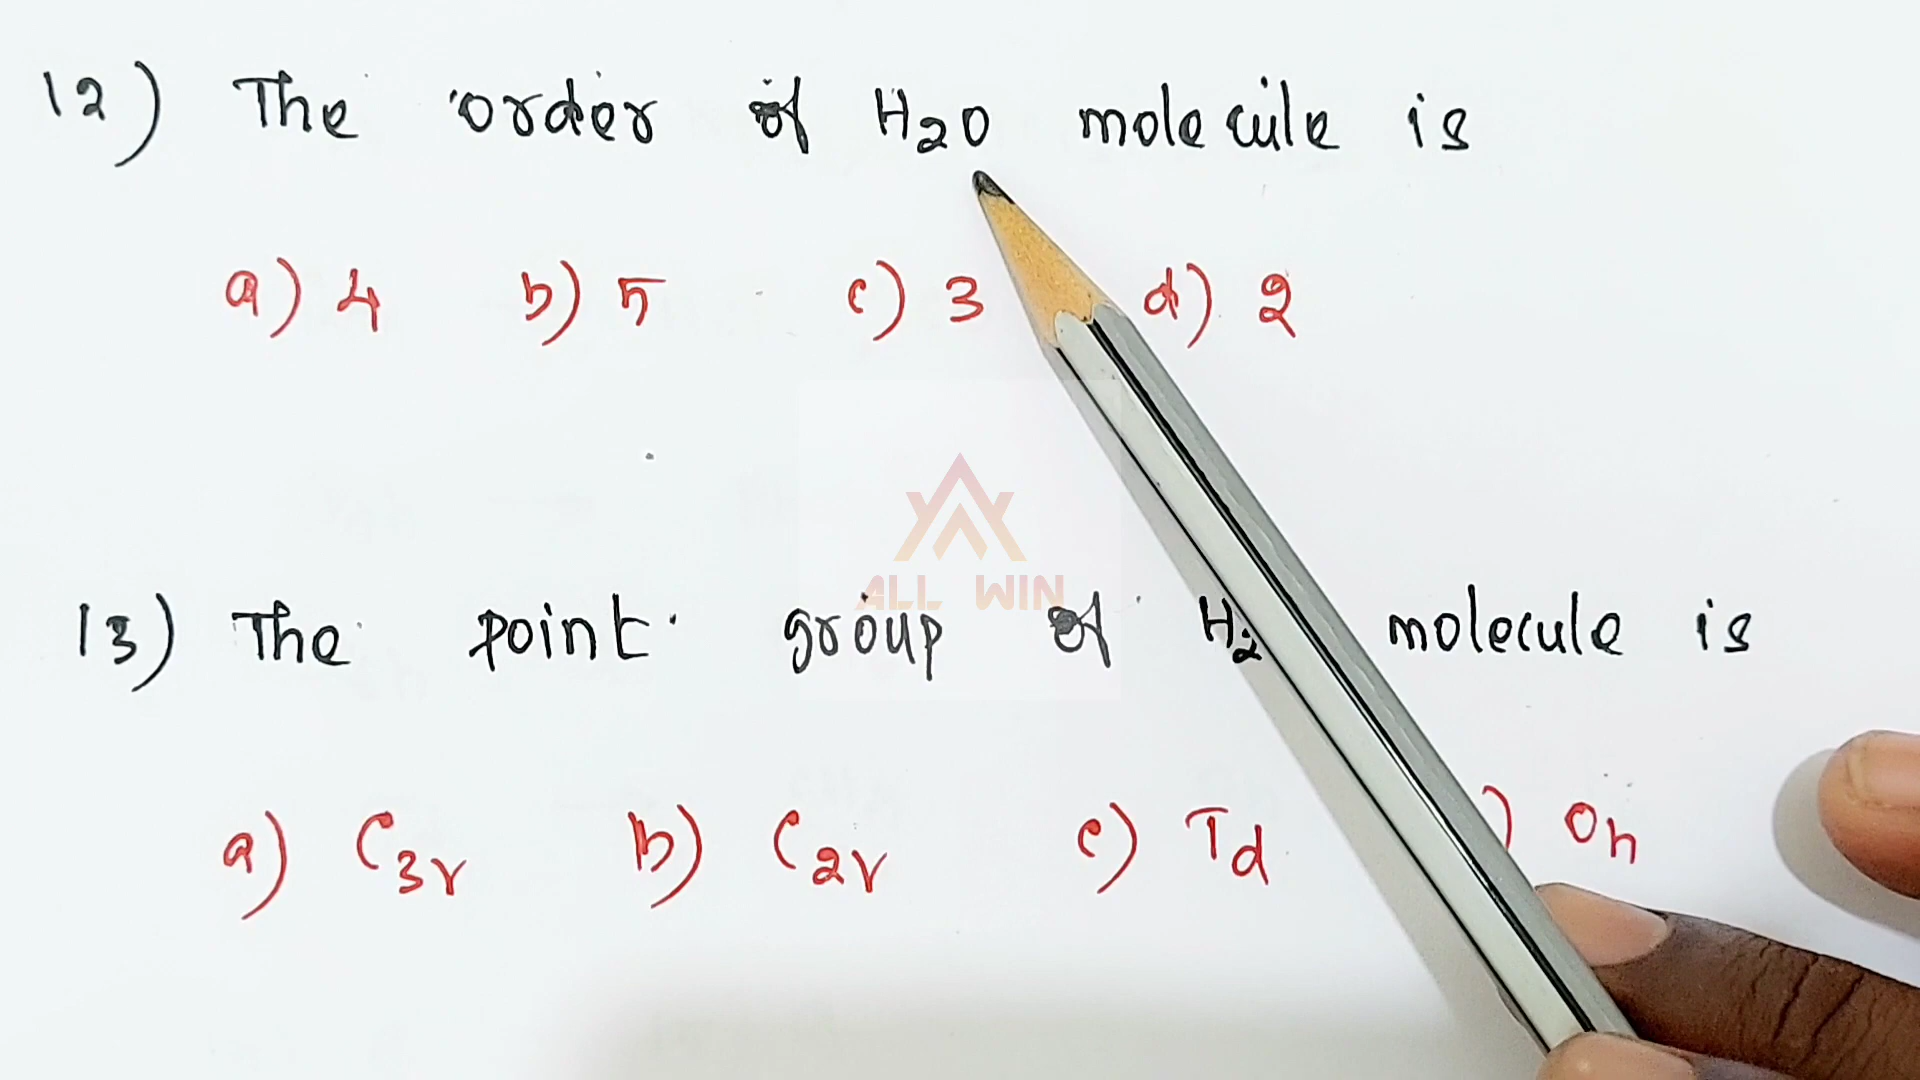 12) The order of H2O molecule is
a) 4 b) 5 c) 3 d) 2
ALL WIN
13) The point group of H2 molecule is
a) C3v b) C2v c) Td ) Oh